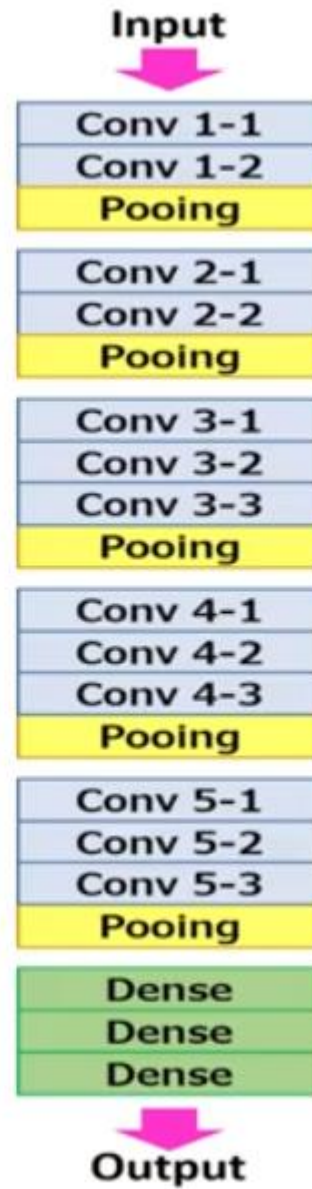 Input
Conv 1-1
Conv 1-2
Pooing
Conv 2-1
Conv 2-2
Pooing
Conv 3-1
Conv 3-2
Conv 3-3
Pooing
Conv 4-1
Conv 4-2
Conv 4-3
Pooing
Conv 5-1
Conv 5-2
Conv 5-3
Pooing
Dense
Dense
Dense
Output